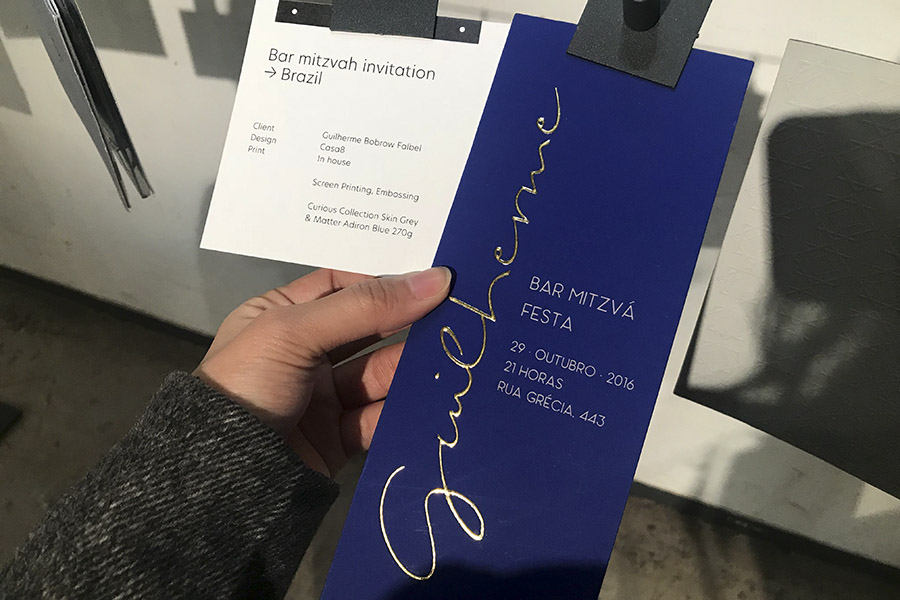 Bar mitzvah invitation
→ Brazil
Client
Design
Print
Guilherme Bobrow Faibel
Casa8
In house
Screen Printing, Embossing
Curious Collection Skin Grey
& Matter Adiron Blue 270g
Guilherme
BAR MITZVÁ
FESTA
29 · OUTUBRO · 2016
21 HORAS
RUA GRÉCIA, 443